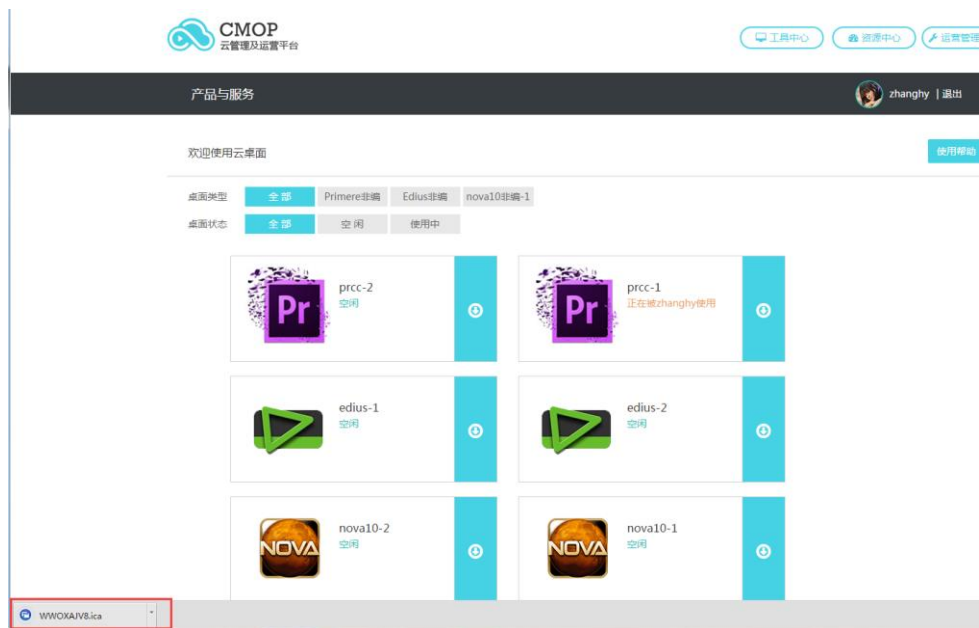 CMOP
云管理及运营平台
工具中心
资源中心
运营管理
产品与服务
zhanghy | 退出
欢迎使用云桌面
使用帮助
桌面类型 全部 Primere非编 Edius非编 nova10非编-1
桌面状态 全部 空闲 使用中
Pr
prcc-2
空闲
Pr
prcc-1
正在被zhanghy使用
edius-1
空闲
edius-2
空闲
NOVA
nova10-2
空闲
NOVA
nova10-1
空闲
WWOXAJV8.ica